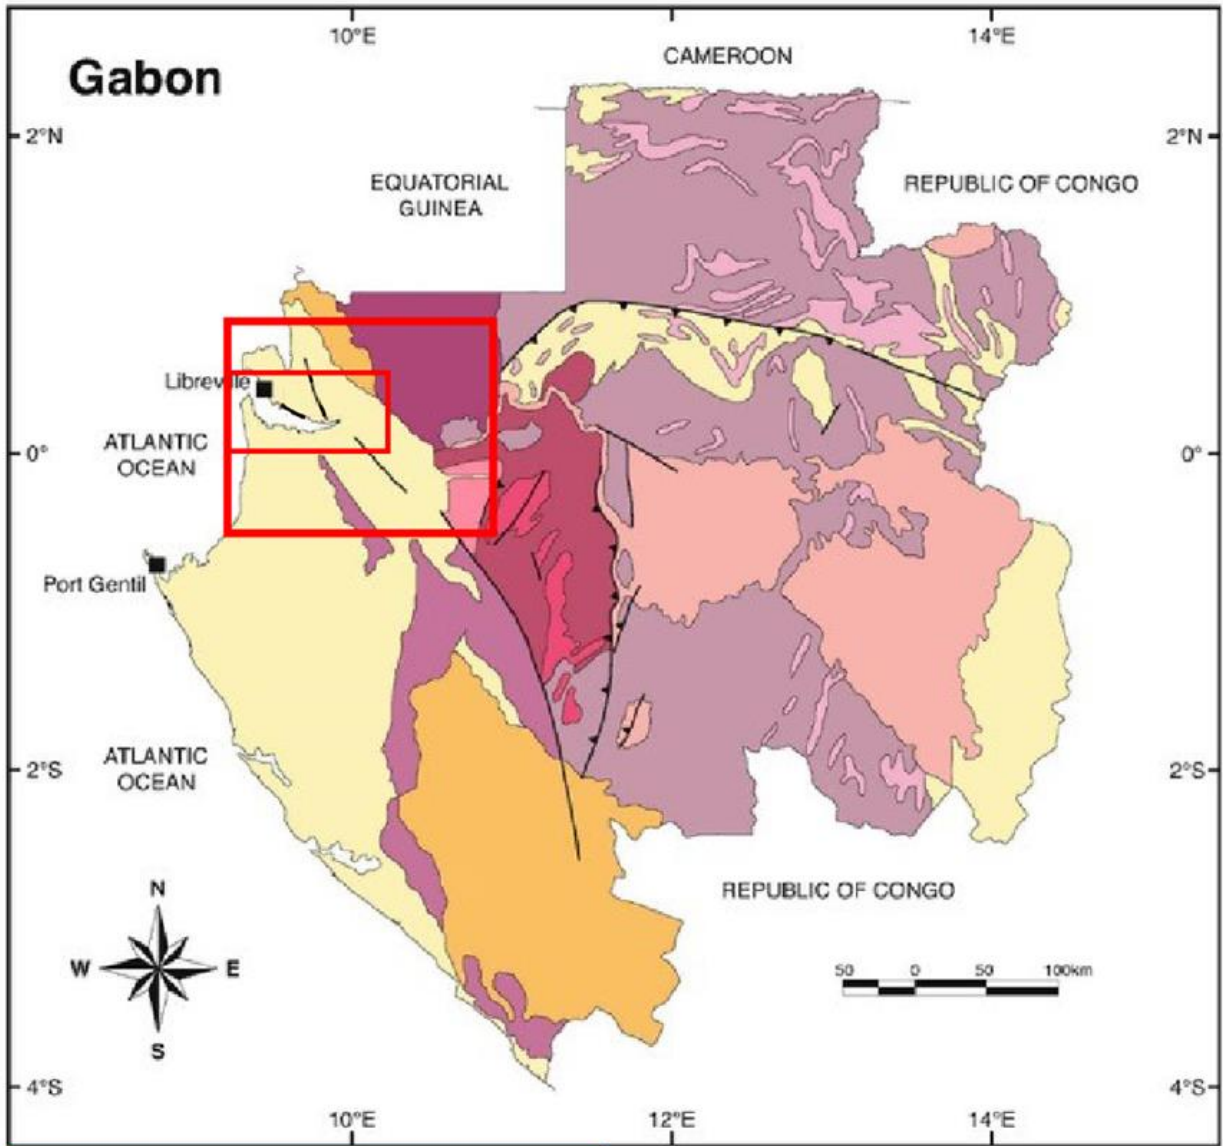 10°E
14°E
Gabon
CAMEROON
2°N
2°N
EQUATORIAL
GUINEA
REPUBLIC OF CONGO
Libreville
ATLANTIC
OCEAN
0°
0°
Port Gentil
ATLANTIC
OCEAN
2°S
2°S
REPUBLIC OF CONGO
N
W
E
S
50 0 50 100km
4°S
4°S
10°E
12°E
14°E